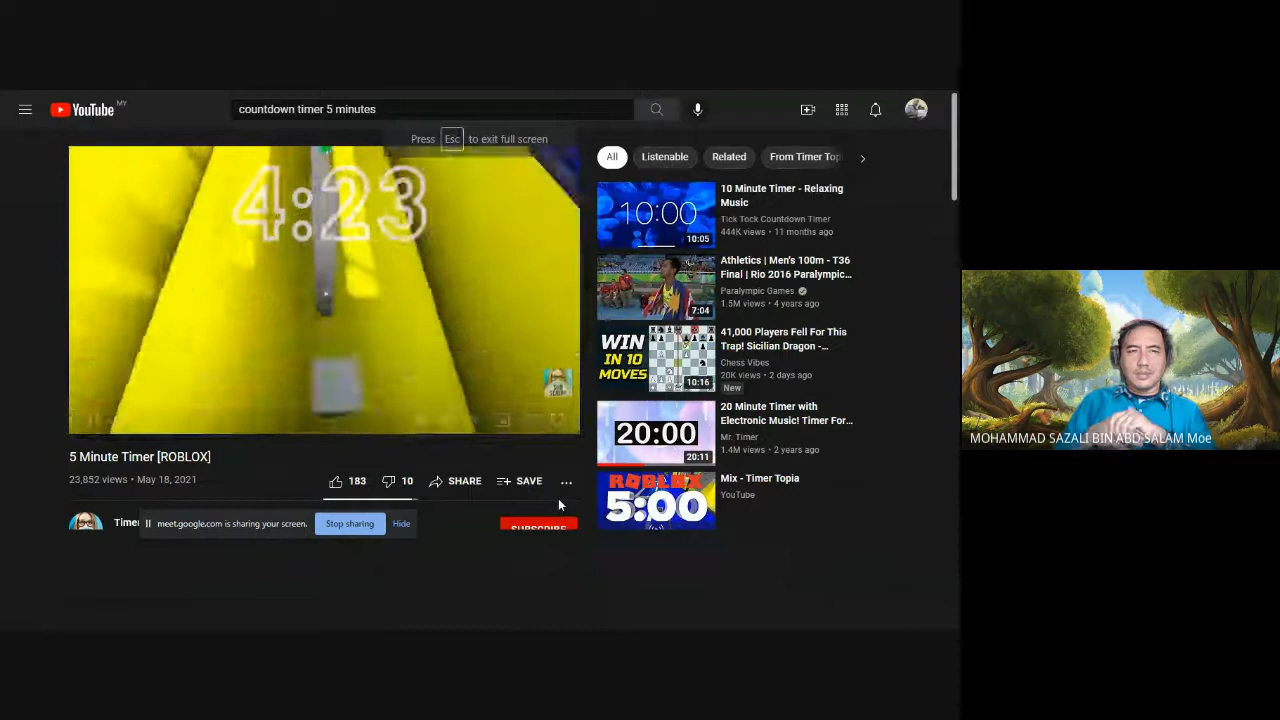 YouTube MY
countdown timer 5 minutes
Press Esc to exit full screen
4:23
5 Minute Timer [ROBLOX]
23,852 views • May 18, 2021
183
10
SHARE
SAVE
Timer
meet.google.com is sharing your screen.
Stop sharing
Hide
SUBSCRIBE
All
Listenable
Related
From Timer Top
10:00
10:05
10 Minute Timer - Relaxing
Music
Tick Tock Countdown Timer
444K views • 11 months ago
7:04
Athletics | Men's 100m - T36
Final | Rio 2016 Paralympic...
Paralympic Games
1.5M views • 4 years ago
WIN
IN 10
MOVES
10:16
41,000 Players Fell For This
Trap! Sicilian Dragon -...
Chess Vibes
20K views • 2 days ago
New
20:00
20:11
20 Minute Timer with
Electronic Music! Timer For...
Mr. Timer
1.4M views • 2 years ago
ROBLOX
5:00
Mix - Timer Topia
YouTube
MOHAMMAD SAZALI BIN ABD SALAM Moe